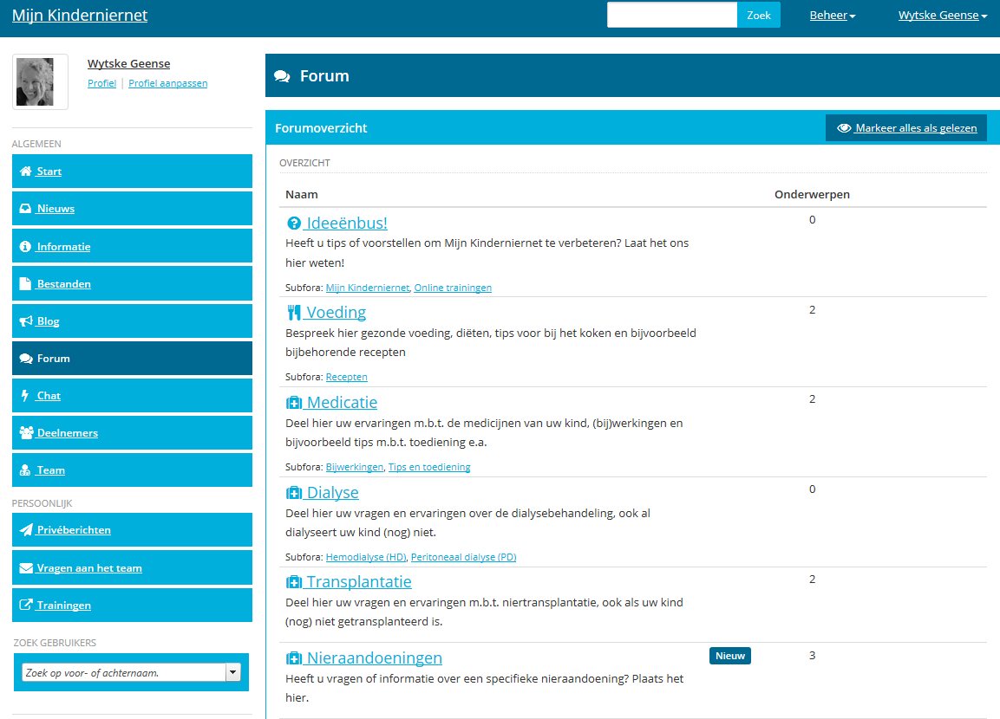 Mijn Kinderniernet
Zoek
Beheer
Wytske Geense
Wytske Geense
Profiel | Profiel aanpassen
ALGEMEEN
Start
Nieuws
Informatie
Bestanden
Blog
Forum
Chat
Deelnemers
Team
PERSOONLIJK
Privéberichten
Vragen aan het team
Trainingen
ZOEK GEBRUIKERS
Zoek op voor- of achternaam.
Forum
Forumoverzicht
Markeer alles als gelezen
OVERZICHT
Naam Onderwerpen
Ideeënbus! 0
Heeft u tips of voorstellen om Mijn Kinderniernet te verbeteren? Laat het ons
hier weten!
Subfora: Mijn Kinderniernet, Online trainingen
Voeding 2
Bespreek hier gezonde voeding, diëten, tips voor bij het koken en bijvoorbeeld
bijbehorende recepten
Subfora: Recepten
Medicatie 2
Deel hier uw ervaringen m.b.t. de medicijnen van uw kind, (bij)werkingen en
bijvoorbeeld tips m.b.t. toediening e.a.
Subfora: Bijwerkingen, Tips en toediening
Dialyse 0
Deel hier uw vragen en ervaringen over de dialysebehandeling, ook al
dialyseert uw kind (nog) niet.
Subfora: Hemodialyse (HD), Peritoneaal dialyse (PD)
Transplantatie 2
Deel hier uw vragen en ervaringen m.b.t. niertransplantatie, ook als uw kind
(nog) niet getransplanteerd is.
Nieraandoeningen Nieuw 3
Heeft u vragen of informatie over een specifieke nieraandoening? Plaats het
hier.